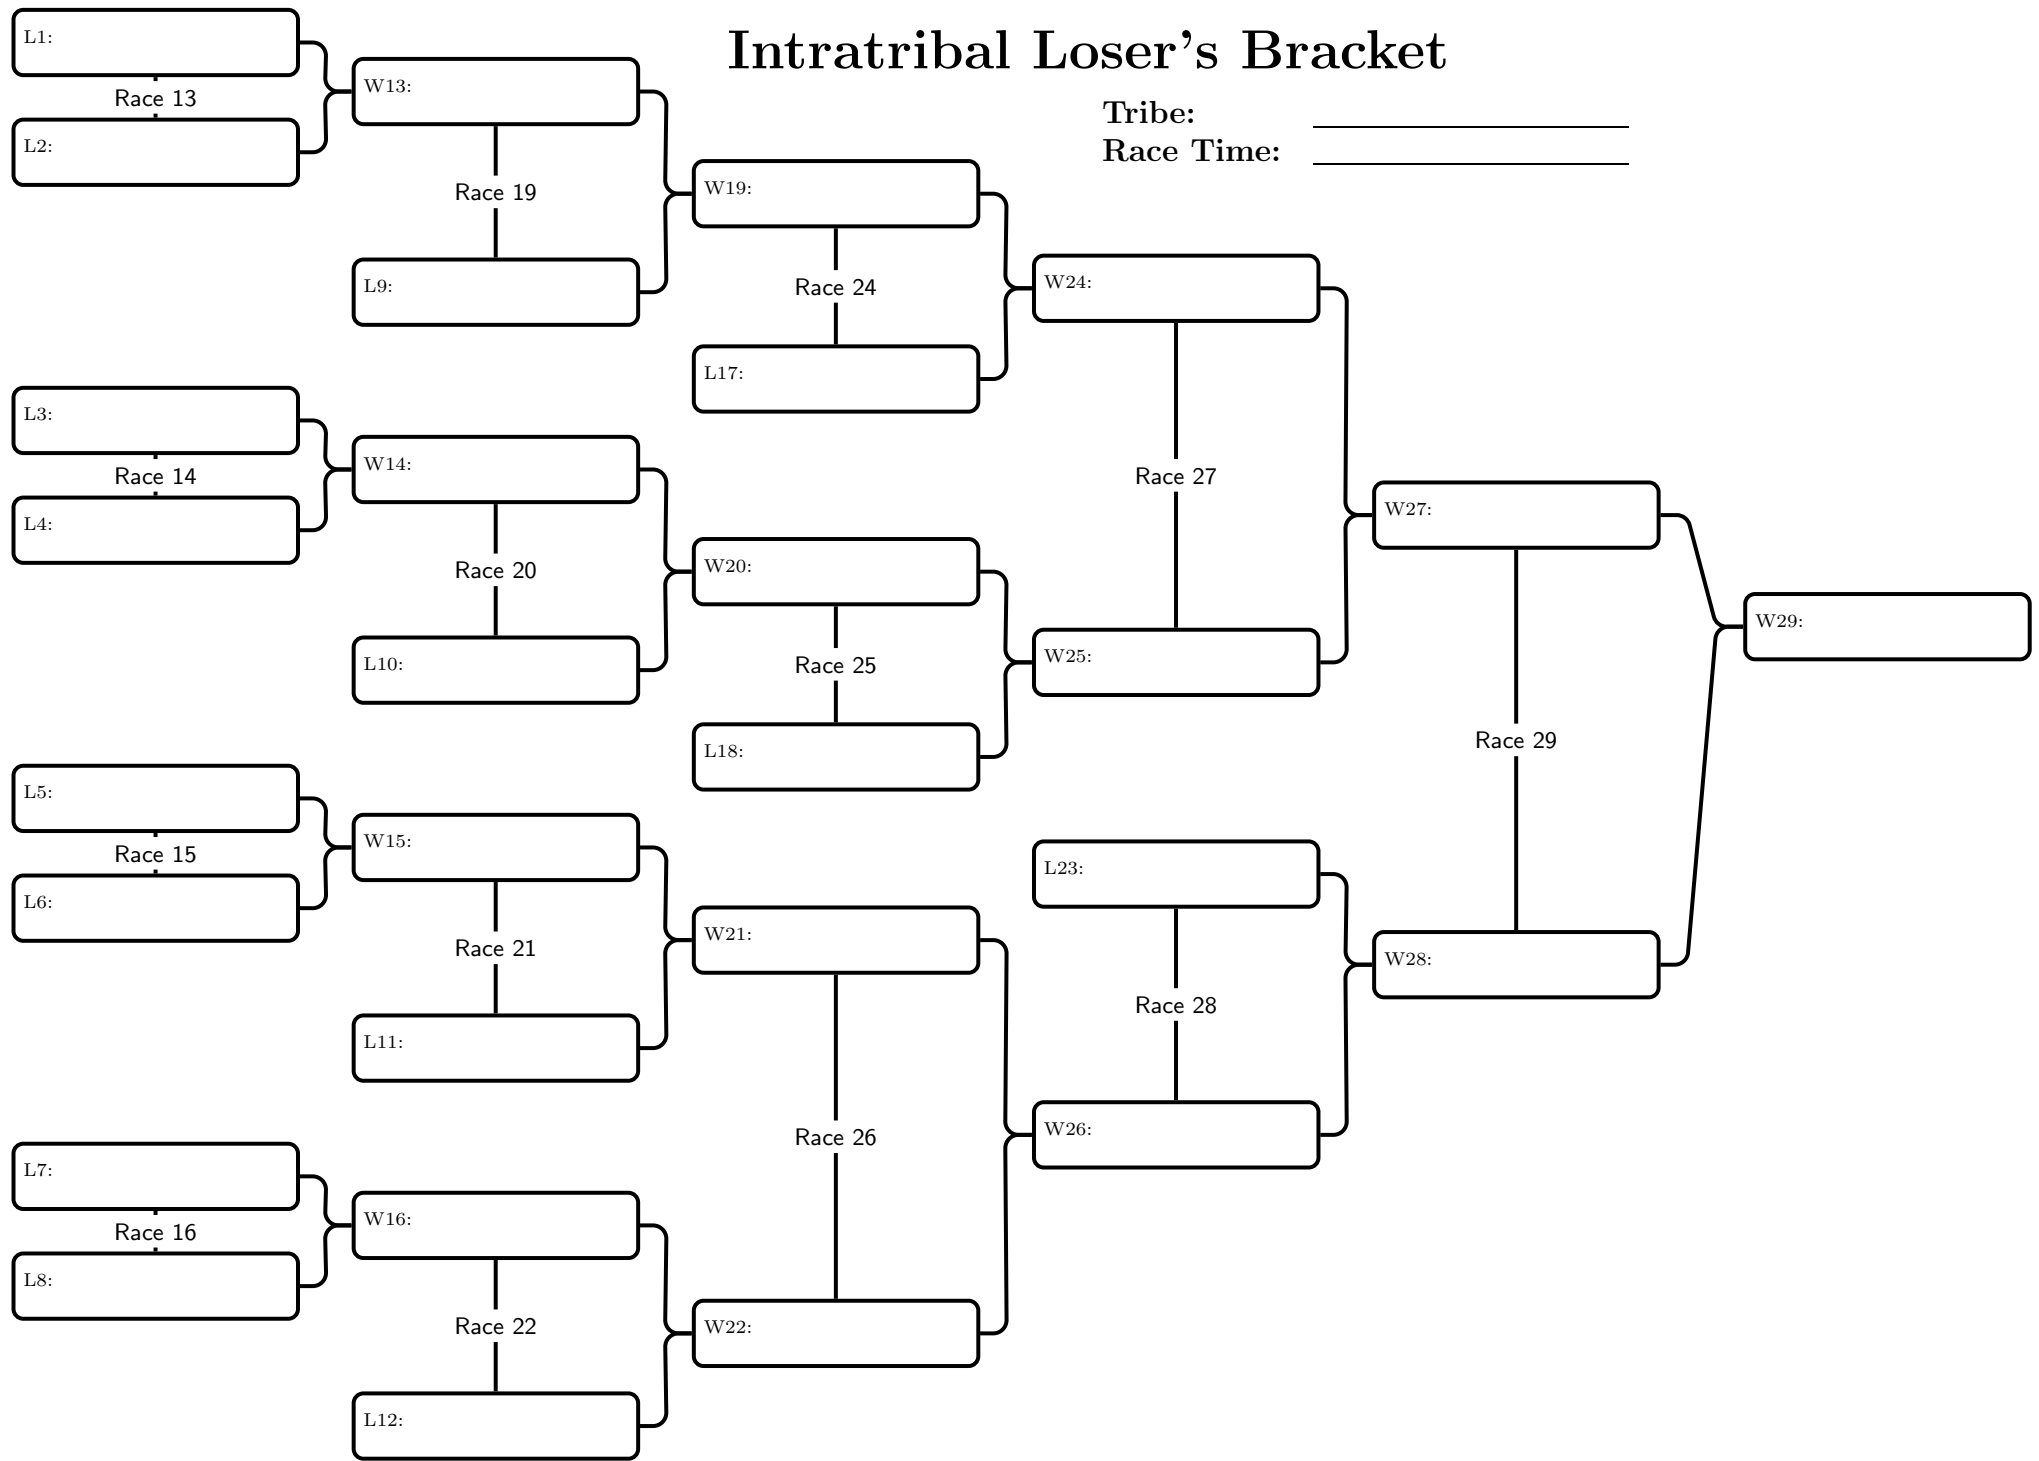 Intratribal Loser's Bracket
Tribe:
Race Time:
L1:
Race 13
L2:
L3:
Race 14
L4:
L5:
Race 15
L6:
L7:
Race 16
L8:
W13:
Race 19
L9:
W14:
Race 20
L10:
W15:
Race 21
L11:
W16:
Race 22
L12:
W19:
Race 24
L17:
W20:
Race 25
L18:
W21:
Race 26
W22:
W24:
Race 27
W25:
L23:
Race 28
W26:
W27:
Race 29
W28:
W29: